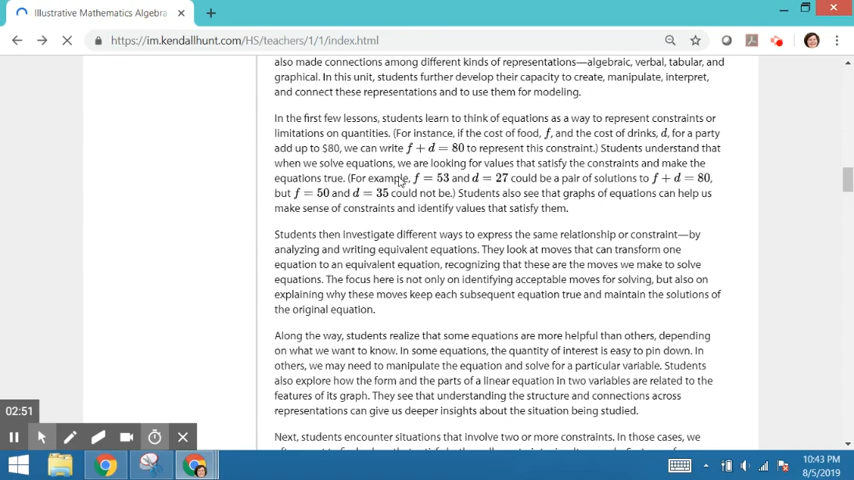 Illustrative Mathematics Algebra
https://im.kendallhunt.com/HS/teachers/1/1/index.html
also made connections among different kinds of representations—algebraic, verbal, tabular, and
graphical. In this unit, students further develop their capacity to create, manipulate, interpret,
and connect these representations and to use them for modeling.
In the first few lessons, students learn to think of equations as a way to represent constraints or
limitations on quantities. (For instance, if the cost of food, f, and the cost of drinks, d, for a party
add up to $80, we can write f + d = 80 to represent this constraint.) Students understand that
when we solve equations, we are looking for values that satisfy the constraints and make the
equations true. (For example, f = 53 and d = 27 could be a pair of solutions to f + d = 80,
but f = 50 and d = 35 could not be.) Students also see that graphs of equations can help us
make sense of constraints and identify values that satisfy them.
Students then investigate different ways to express the same relationship or constraint—by
analyzing and writing equivalent equations. They look at moves that can transform one
equation to an equivalent equation, recognizing that these are the moves we make to solve
equations. The focus here is not only on identifying acceptable moves for solving, but also on
explaining why these moves keep each subsequent equation true and maintain the solutions of
the original equation.
Along the way, students realize that some equations are more helpful than others, depending
on what we want to know. In some equations, the quantity of interest is easy to pin down. In
others, we may need to manipulate the equation and solve for a particular variable. Students
also explore how the form and the parts of a linear equation in two variables are related to the
features of its graph. They see that understanding the structure and connections across
representations can give us deeper insights about the situation being studied.
02:51
Next, students encounter situations that involve two or more constraints. In those cases, we
10:43 PM
8/5/2019